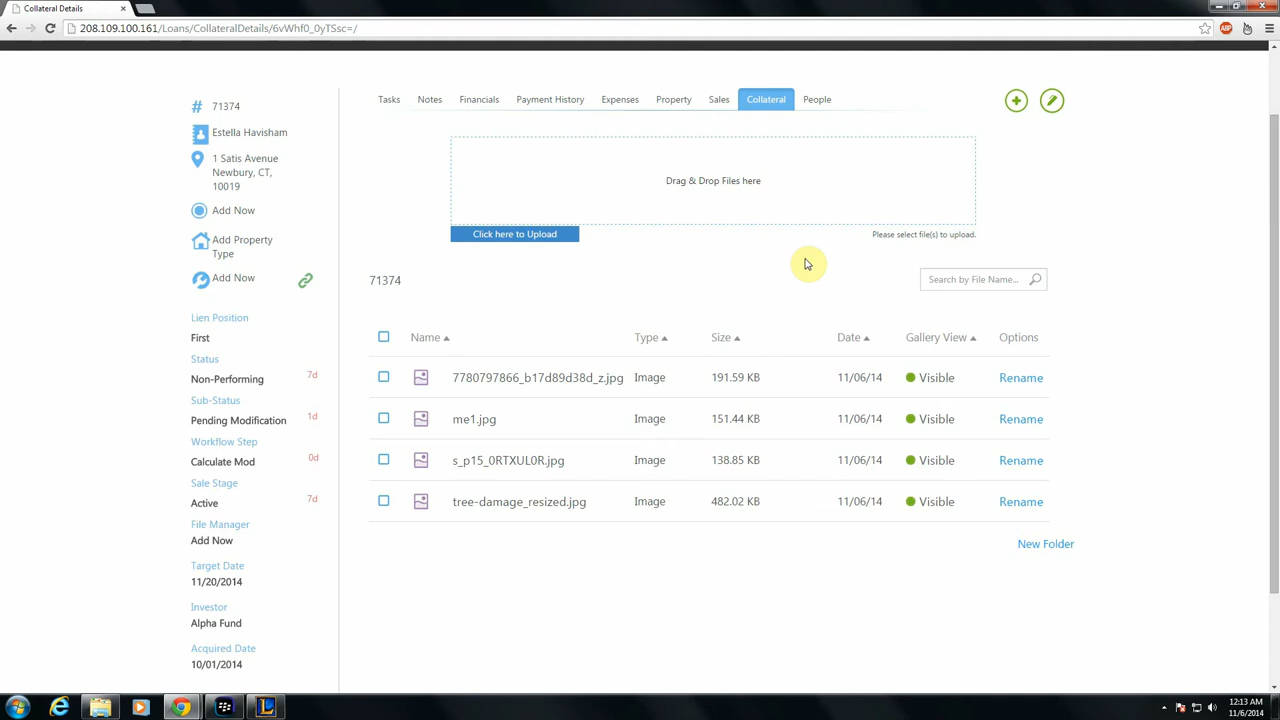 Collateral Details
208.109.100.161/Loans/CollateralDetails/6vWhf0_0yTSsc=/
ABP
# 71374
Estella Havisham
1 Satis Avenue
Newbury, CT,
10019
Add Now
Add Property
Type
Add Now
Lien Position
First
Status
Non-Performing 7d
Sub-Status
Pending Modification 1d
Workflow Step
Calculate Mod 0d
Sale Stage
Active 7d
File Manager
Add Now
Target Date
11/20/2014
Investor
Alpha Fund
Acquired Date
10/01/2014
Tasks Notes Financials Payment History Expenses Property Sales Collateral People
Drag & Drop Files here
Click here to Upload Please select file(s) to upload.
71374 Search by File Name...
Name Type Size Date Gallery View Options
7780797866_b17d89d38d_z.jpg Image 191.59 KB 11/06/14 Visible Rename
me1.jpg Image 151.44 KB 11/06/14 Visible Rename
s_p15_0RTXUL0R.jpg Image 138.85 KB 11/06/14 Visible Rename
tree-damage_resized.jpg Image 482.02 KB 11/06/14 Visible Rename
New Folder
12:13 AM
11/6/2014